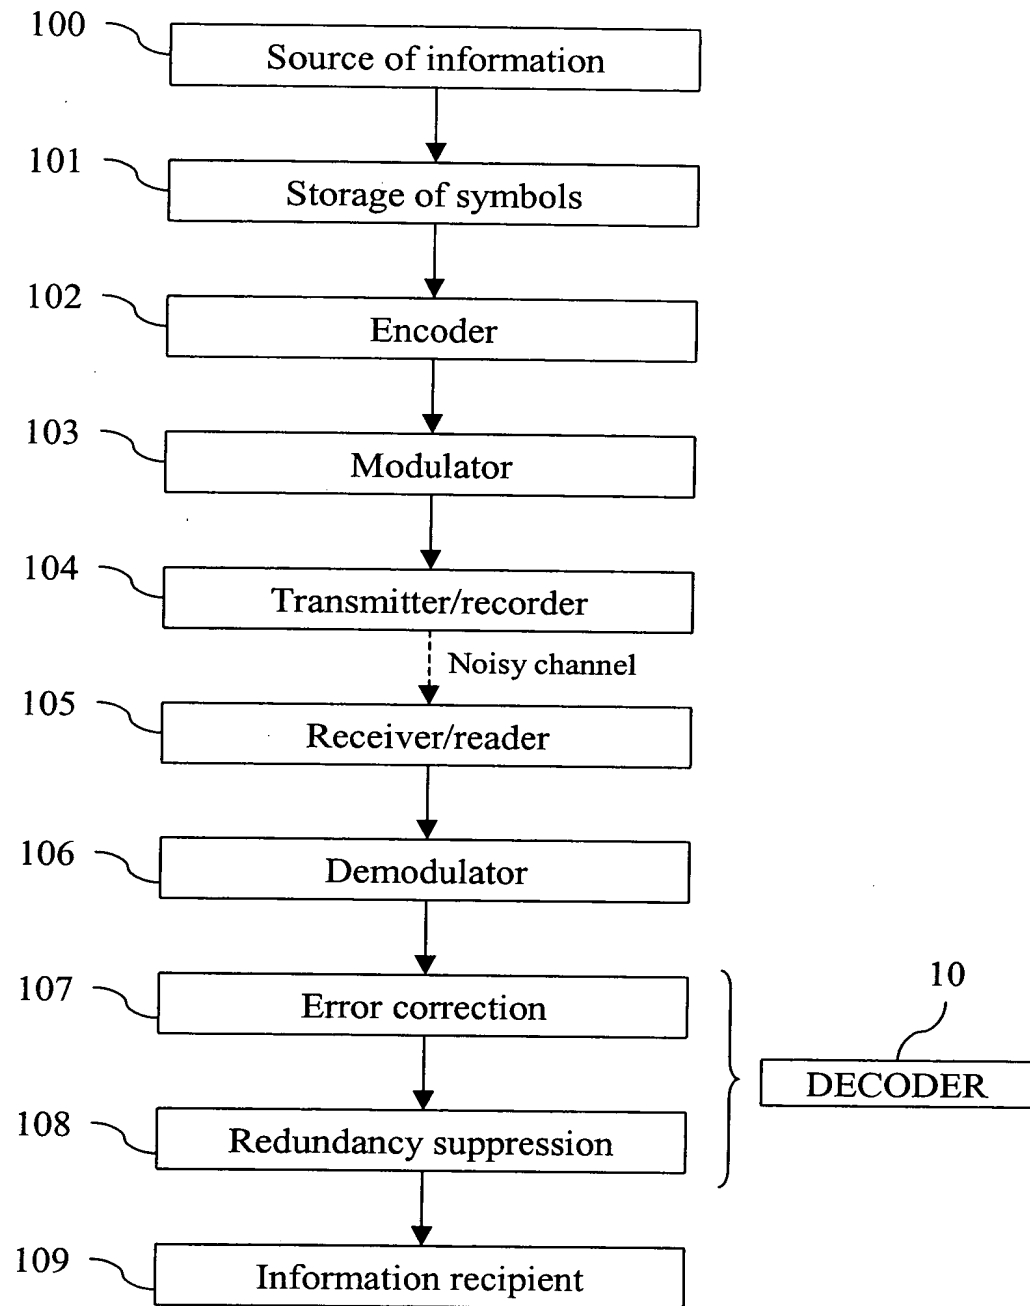 100
Source of information
101
Storage of symbols
102
Encoder
103
Modulator
104
Transmitter/recorder
Noisy channel
105
Receiver/reader
106
Demodulator
107
Error correction
10
DECODER
108
Redundancy suppression
109
Information recipient